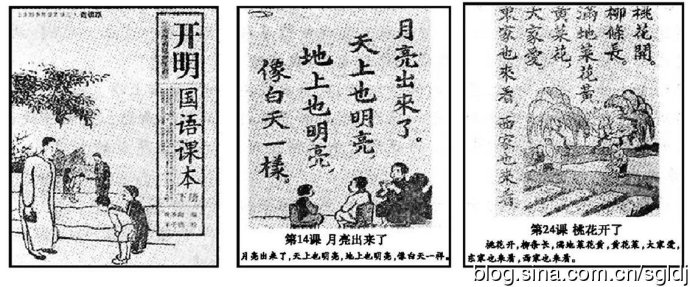 开明
国语课本
下册
月亮出來了。
天上也明亮,
地上也明亮,
像白天一樣。
第14课 月亮出来了
月亮出来了,天上也明亮,地上也明亮,像白天一样。
桃花開。
柳條長。
滿地菜花黃。
黃菜花,
大家愛。
東家也來看,西家也來看
第24课 桃花开了
桃花开,柳条长,满地菜花黄,黄花菜,大家爱,
东家也来看,西家也来看。
blog.sina.com.cn/sgldj